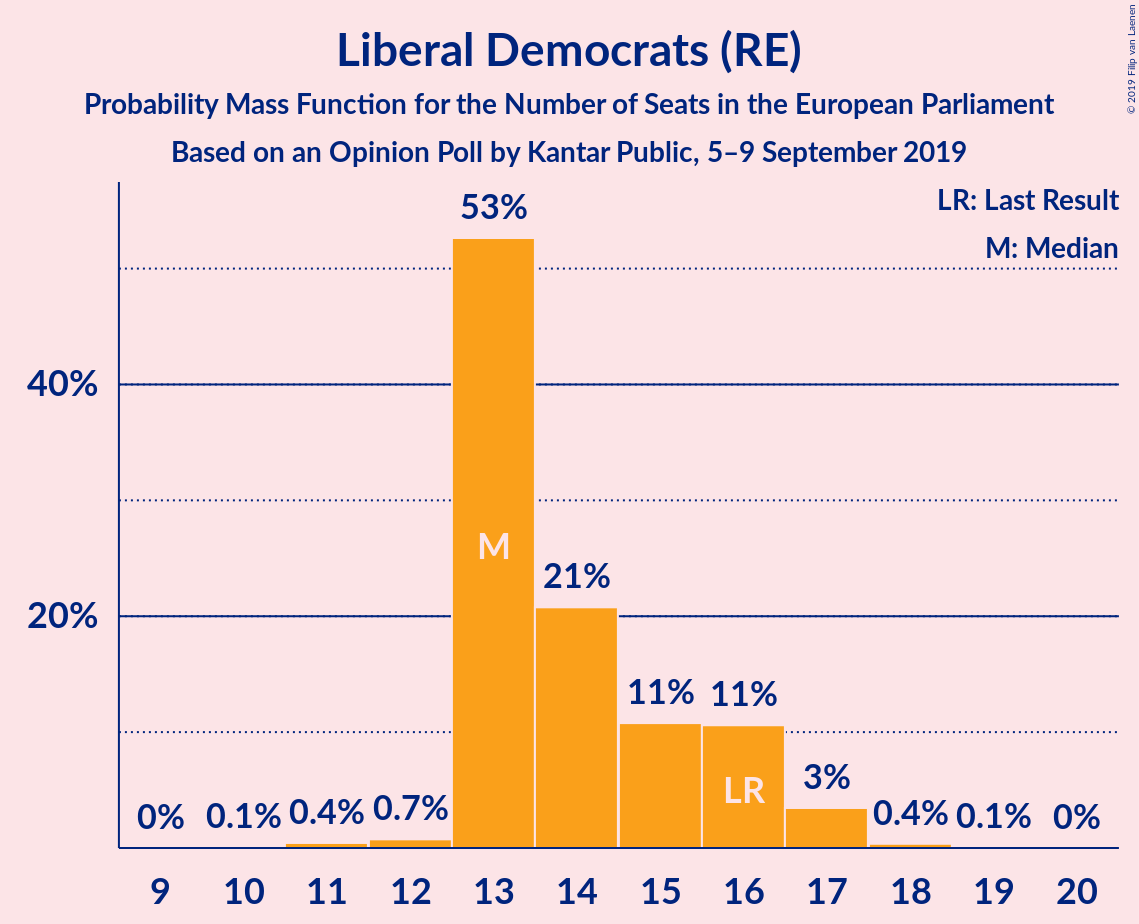 Liberal Democrats (RE)
Probability Mass Function for the Number of Seats in the European Parliament
Based on an Opinion Poll by Kantar Public, 5–9 September 2019
© 2019 Filip van Laenen
LR: Last Result
M: Median
40%
20%
0%
0.1%
0.4%
0.7%
53%
21%
11%
11%
3%
0.4%
0.1%
0%
M
LR
9 10 11 12 13 14 15 16 17 18 19 20